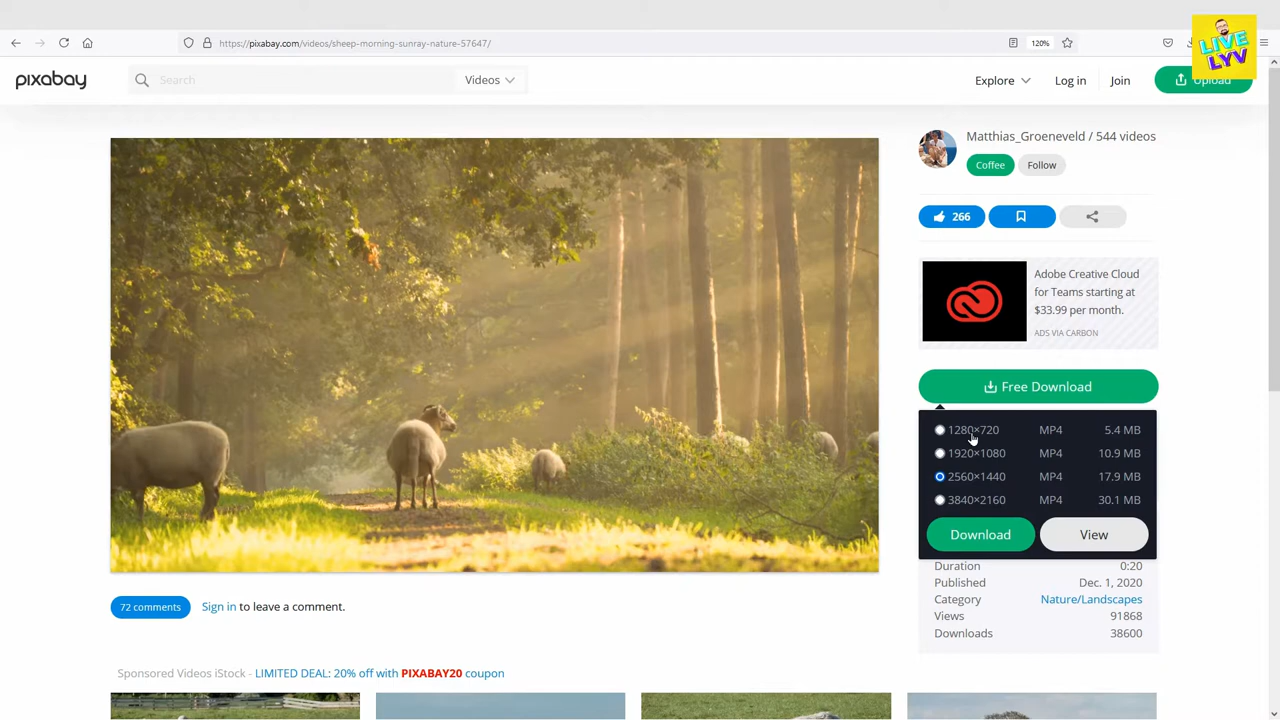 https://pixabay.com/videos/sheep-morning-sunray-nature-57647/
120%
LIVE
LYV
pixabay
Search
Videos
Explore
Log in
Join
Upload
Matthias_Groeneveld / 544 videos
Coffee
Follow
266
Adobe Creative Cloud
for Teams starting at
$33.99 per month.
ADS VIA CARBON
Free Download
1280×720 MP4 5.4 MB
1920×1080 MP4 10.9 MB
2560×1440 MP4 17.9 MB
3840×2160 MP4 30.1 MB
Download
View
Duration 0:20
Published Dec. 1, 2020
Category Nature/Landscapes
Views 91868
Downloads 38600
72 comments
Sign in to leave a comment.
Sponsored Videos iStock - LIMITED DEAL: 20% off with PIXABAY20 coupon